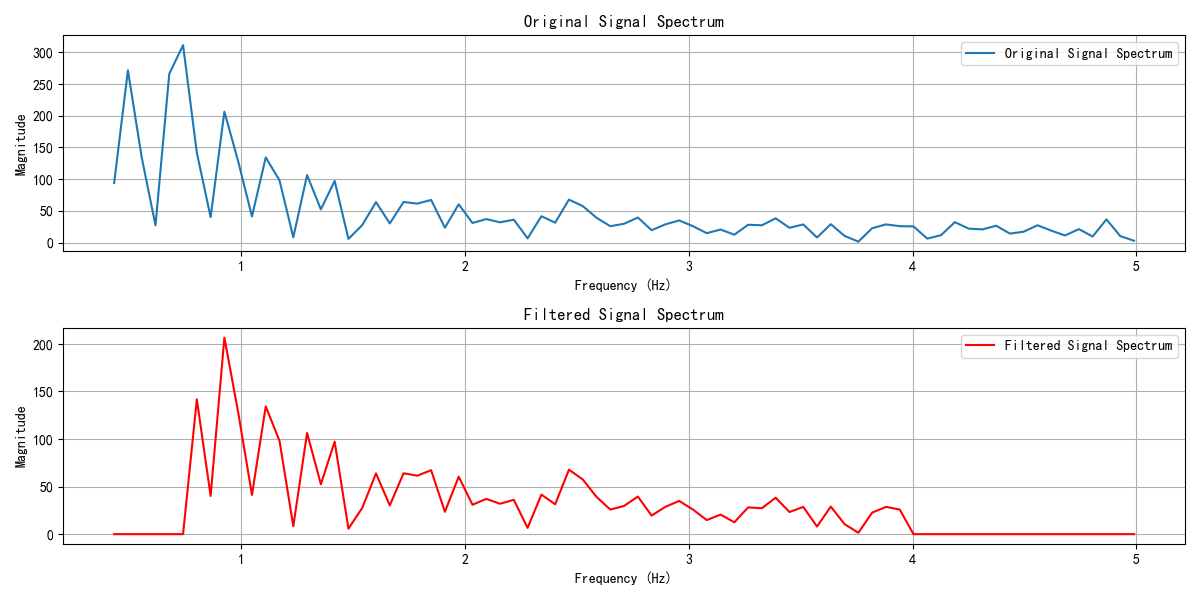 Original Signal Spectrum
Original Signal Spectrum
Magnitude
300
250
200
150
100
50
0
1
2
3
4
5
Frequency (Hz)
Filtered Signal Spectrum
Filtered Signal Spectrum
Magnitude
200
150
100
50
0
1
2
3
4
5
Frequency (Hz)